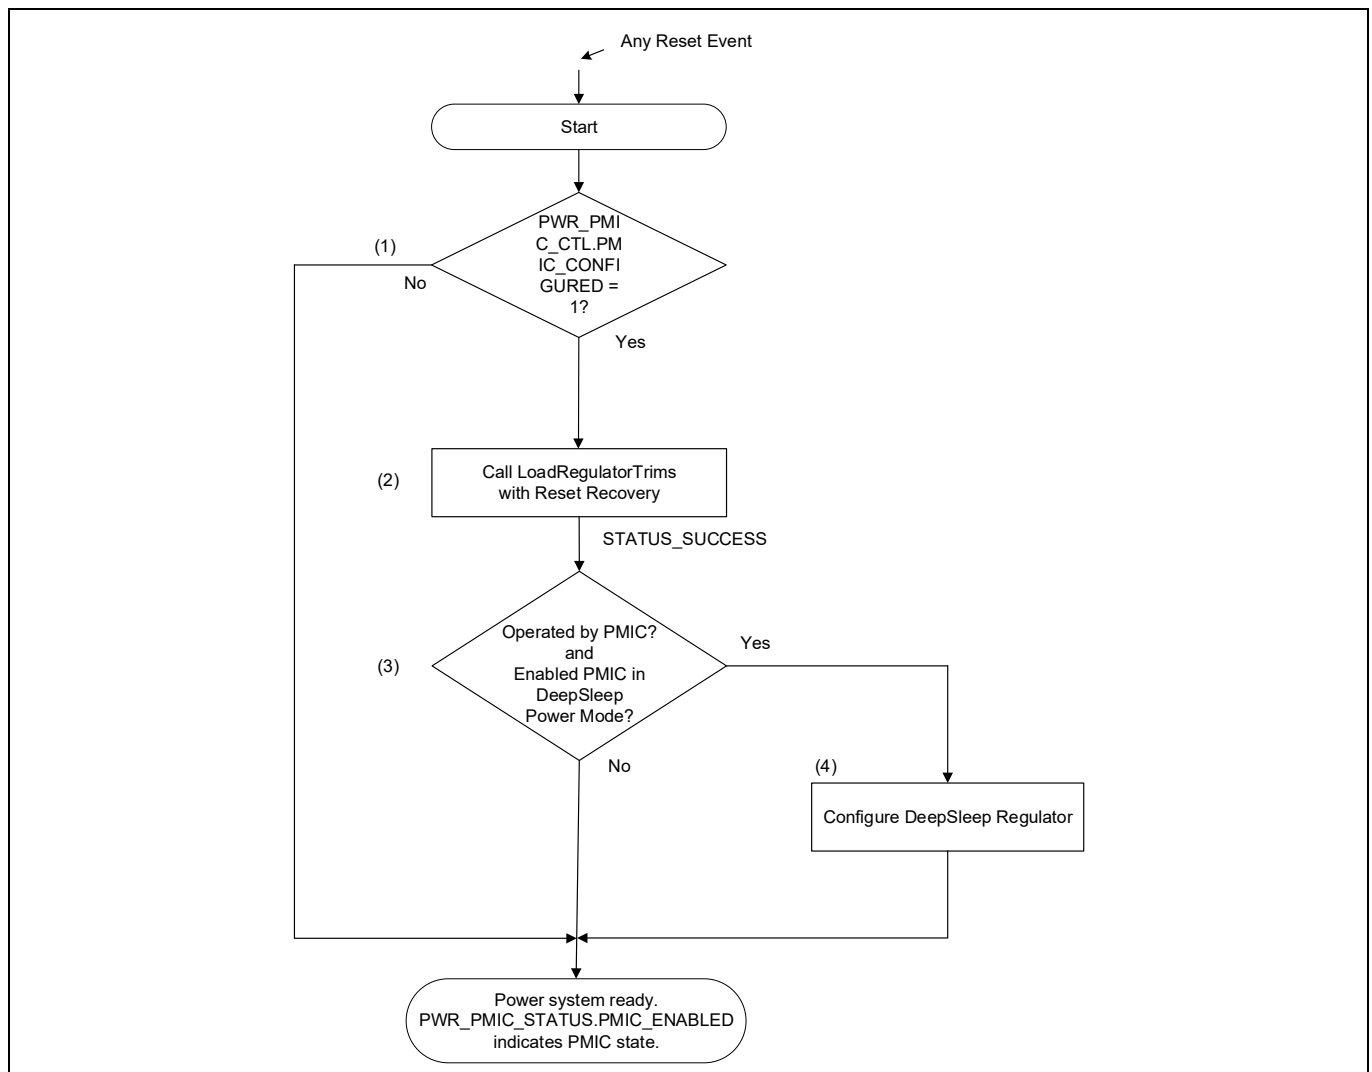 Any Reset Event
Start
PWR_PMI
C_CTL.PM
IC_CONFI
GURED =
1?
(1)
No
Yes
(2)
Call LoadRegulatorTrims
with Reset Recovery
STATUS_SUCCESS
(3)
Operated by PMIC?
and
Enabled PMIC in
DeepSleep
Power Mode?
Yes
No
(4)
Configure DeepSleep Regulator
Power system ready.
PWR_PMIC_STATUS.PMIC_ENABLED
indicates PMIC state.